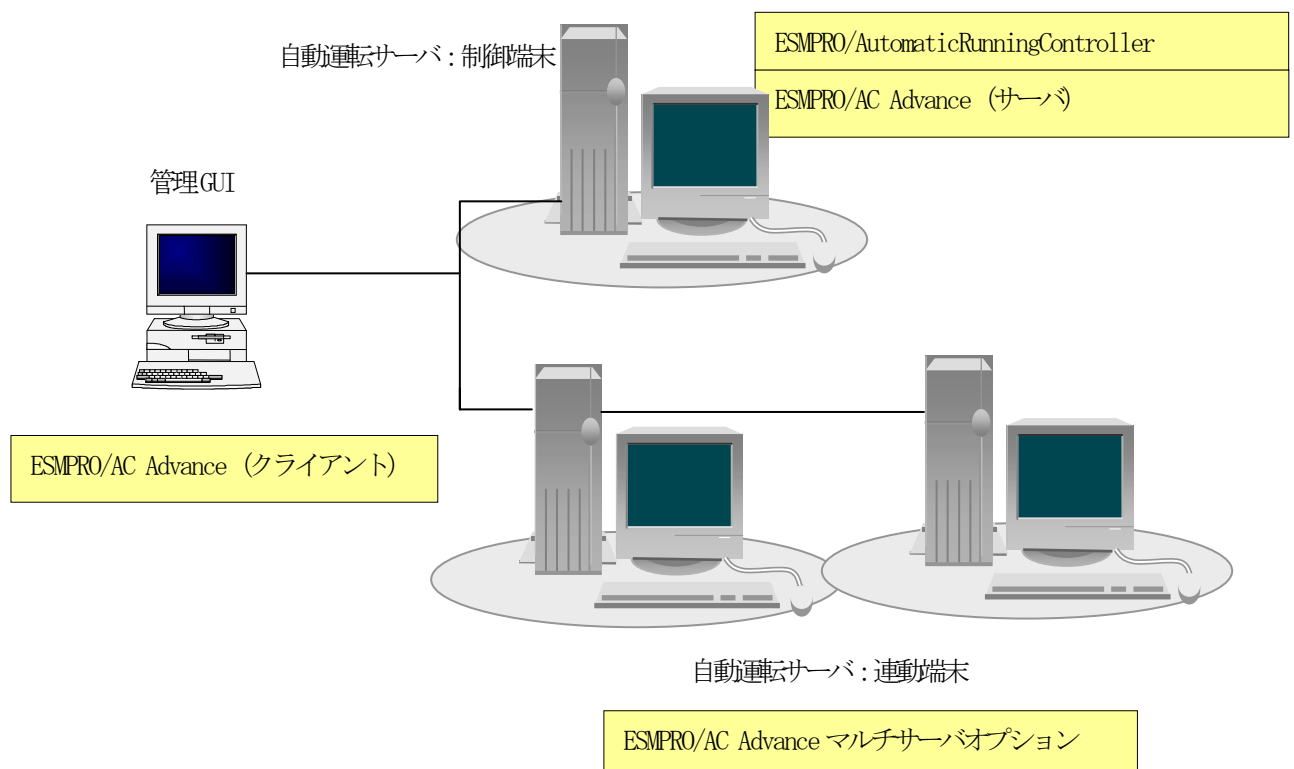 自動運転サーバ：制御端末
ESMPRO/AutomaticRunningController
ESMPRO/AC Advance (サーバ)
管理GUI
ESMPRO/AC Advance (クライアント)
自動運転サーバ：連動端末
ESMPRO/AC Advance マルチサーバオプション